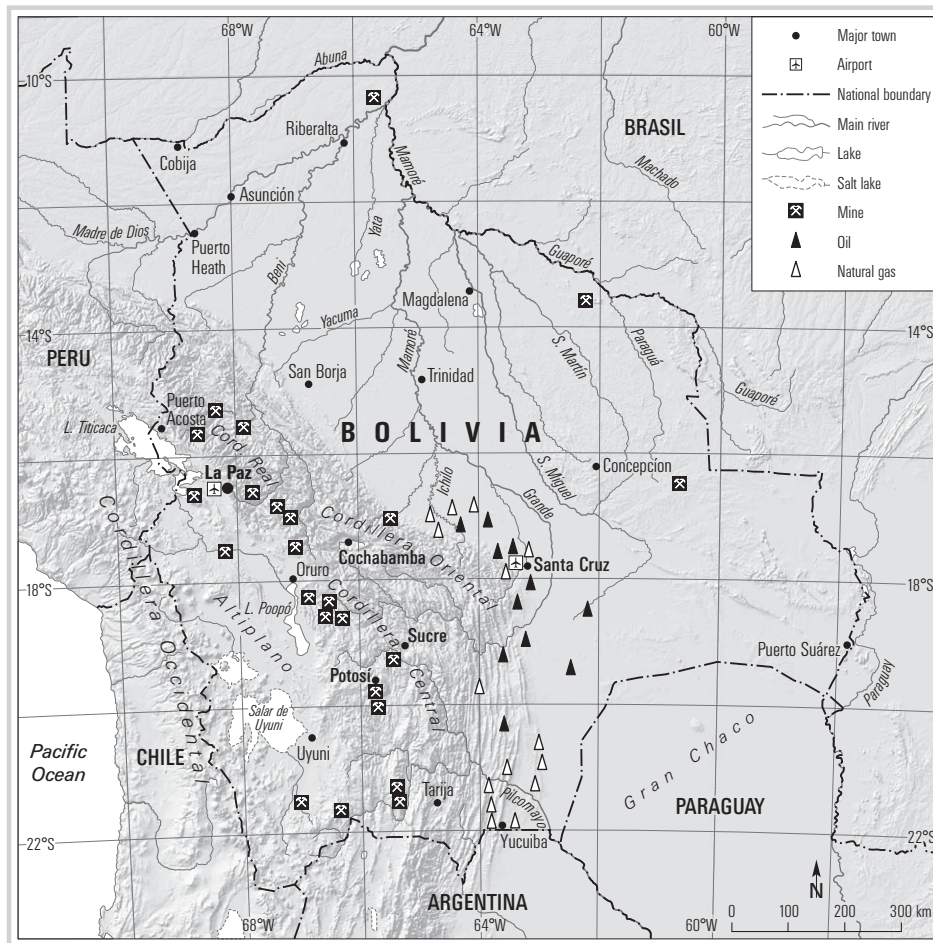 68°W
64°W
60°W
Major town
Airport
National boundary
Main river
Lake
Salt lake
Mine
Oil
Natural gas
Abuna
10°S
BRASIL
Riberalta
Cobija
Mamoré
Machado
Asunción
Madre de Dios
Yata
Puerto
Heath
Beni
Guaporé
Magdalena
Yacuma
14°S
14°S
PERU
Mamoré
S. Martín
Paraguá
San Borja
Trinidad
Guaporé
Puerto
Acosta
L. Titicaca
Cord Real
BOLIVIA
La Paz
Ichilo
S. Miguel
Concepcíon
Grande
Cordillera Occidental
Cordillera Oriental
Cochabamba
Santa Cruz
Oruro
18°S
18°S
Altiplano
L. Poopó
Cordillera Central
Sucre
Puerto Suárez
Potosí
Paraguay
Salar de
Uyuni
Pacific
Ocean
CHILE
Uyuni
Gran Chaco
Tarija
Pilcomayo
PARAGUAY
Yucuiba
22°S
22°S
ARGENTINA
N
0 100 200 300 km
68°W
64°W
60°W